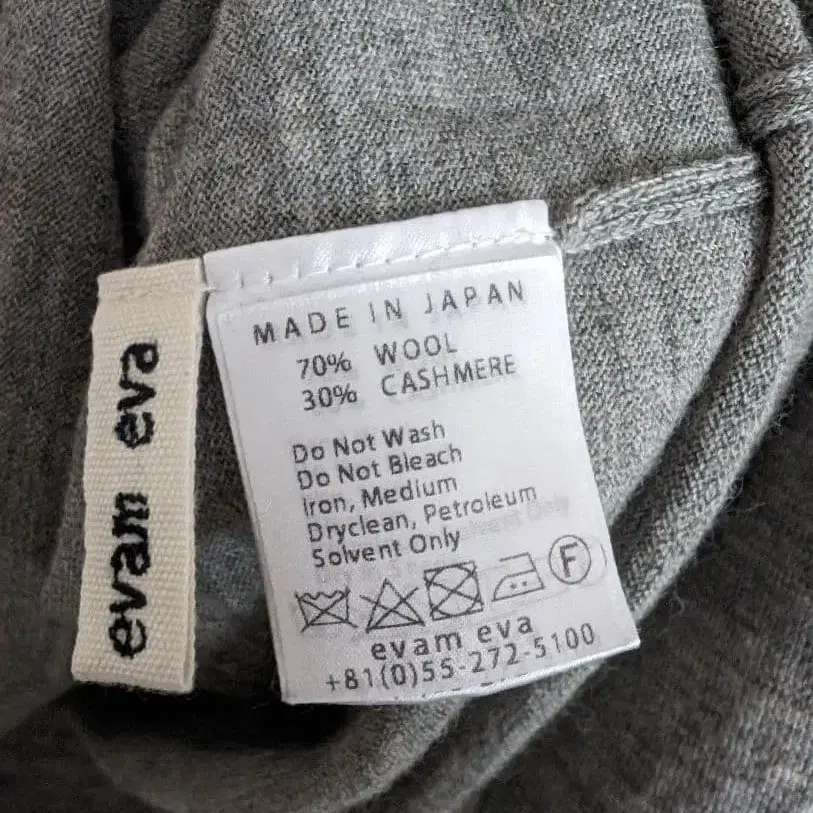 evam eva
MADE IN JAPAN
70% WOOL
30% CASHMERE
Do Not Wash
Do Not Bleach
Iron, Medium
Dryclean, Petroleum
Solvent Only
F
evam eva
+81(0)55-272-5100